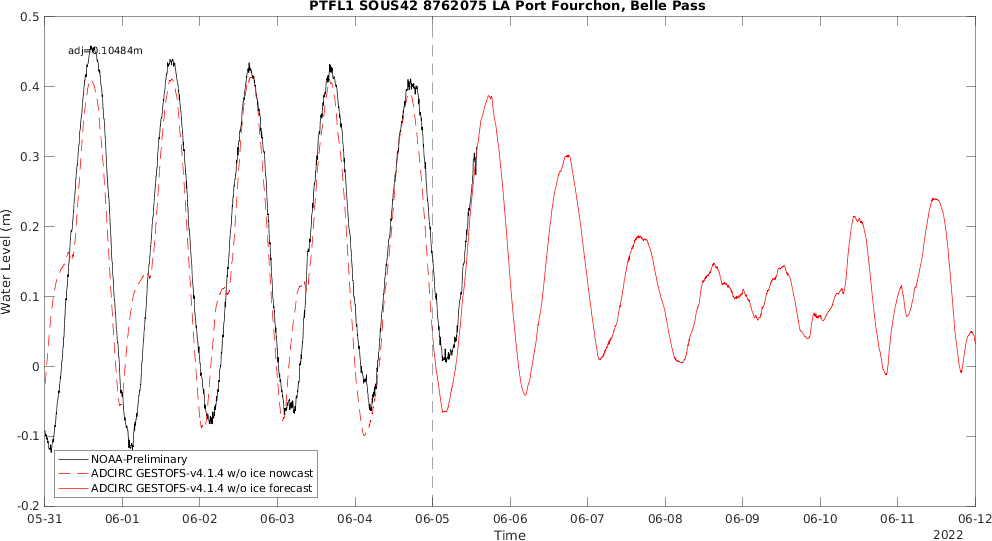 PTFL1 SOUS42 8762075 LA Port Fourchon, Belle Pass
0.5
adj=0.10484m
0.4
0.3
0.2
0.1
0
-0.1
-0.2
Water Level (m)
NOAA-Preliminary
ADCIRC GESTOFS-v4.1.4 w/o ice nowcast
ADCIRC GESTOFS-v4.1.4 w/o ice forecast
05-31 06-01 06-02 06-03 06-04 06-05 06-06 06-07 06-08 06-09 06-10 06-11 06-12
Time
2022